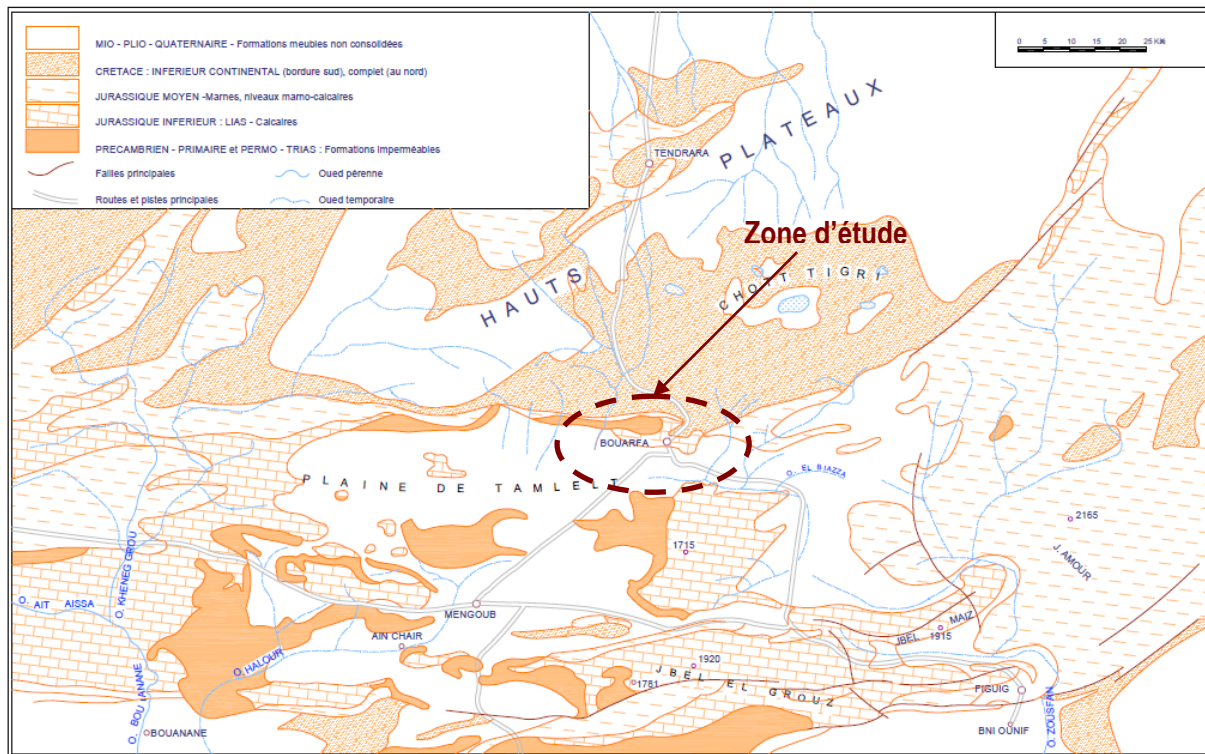 MIO - PLIO - QUATERNAIRE - Formations meubles non consolidées
CRETACE : INFERIEUR CONTINENTAL (bordure sud), complet (au nord)
JURASSIQUE MOYEN -Marnes, niveaux marno-calcaires
JURASSIQUE INFERIEUR : LIAS - Calcaires
PRECAMBRIEN - PRIMAIRE et PERMO - TRIAS : Formations Imperméables
Failles principales
Oued pérenne
Routes et pistes principales
Oued temporaire
0 5 10 15 20 25 Km
TENDRARA
HAUTS PLATEAUX
Zone d'étude
CHOTT TIGRI
BOUARFA
PLAINE DE TAMLELT
O. EL BIAZZA
2165
J. AMOUR
1715
O. KHENEG GROU
O. AIT AISSA
MENGOUB
AIN CHAIR
O. HALOUR
JBEL MAIZ
1915
1920
1781
JBEL EL GROUZ
FIGUIG
BNI OUNIF
O. ZOUSFAN
O. BOU ANANE
BOUANANE